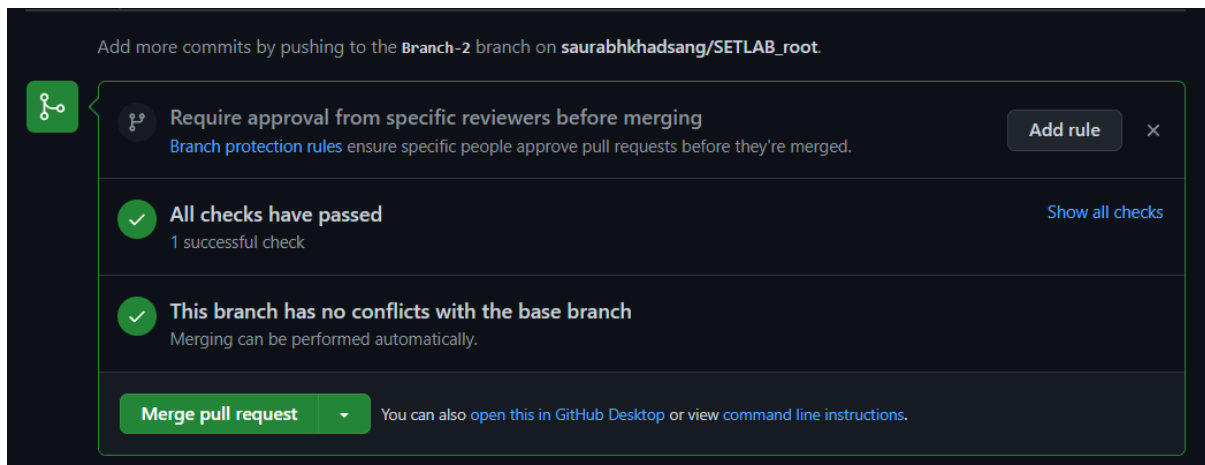 Add more commits by pushing to the Branch-2 branch on saurabhkhadsang/SETLAB_root.
Require approval from specific reviewers before merging
Branch protection rules ensure specific people approve pull requests before they're merged.
Add rule
All checks have passed
Show all checks
1 successful check
This branch has no conflicts with the base branch
Merging can be performed automatically.
Merge pull request
You can also open this in GitHub Desktop or view command line instructions.